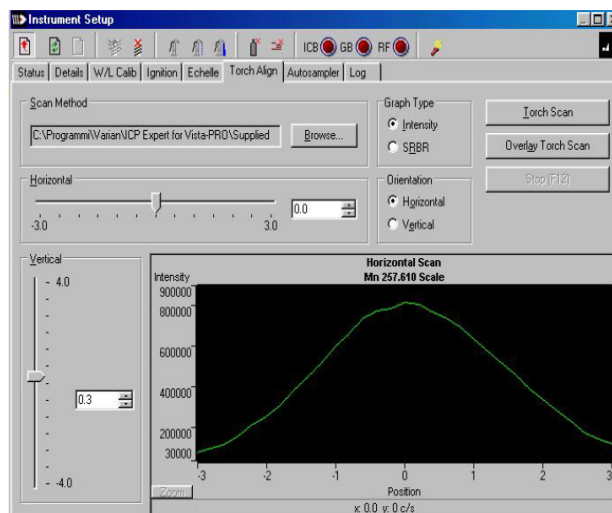 Instrument Setup
ICB GB RF
Status Details W/L Calib Ignition Echelle Torch Align Autosampler Log
Scan Method
C:\Programmi\Varian\ICP Expert for Vista-PRO\Supplied
Browse...
Graph Type
Intensity
SRBR
Torch Scan
Overlay Torch Scan
Stop (F12)
Horizontal
-3.0 3.0
0.0
Orientation
Horizontal
Vertical
Vertical
4.0
0.3
-4.0
Horizontal Scan
Mn 257.610 Scale
Intensity
900000
800000
600000
400000
200000
30000
-3 -2 -1 0 1 2 3
Position
Zoom
x: 0.0 y: 0 c/s